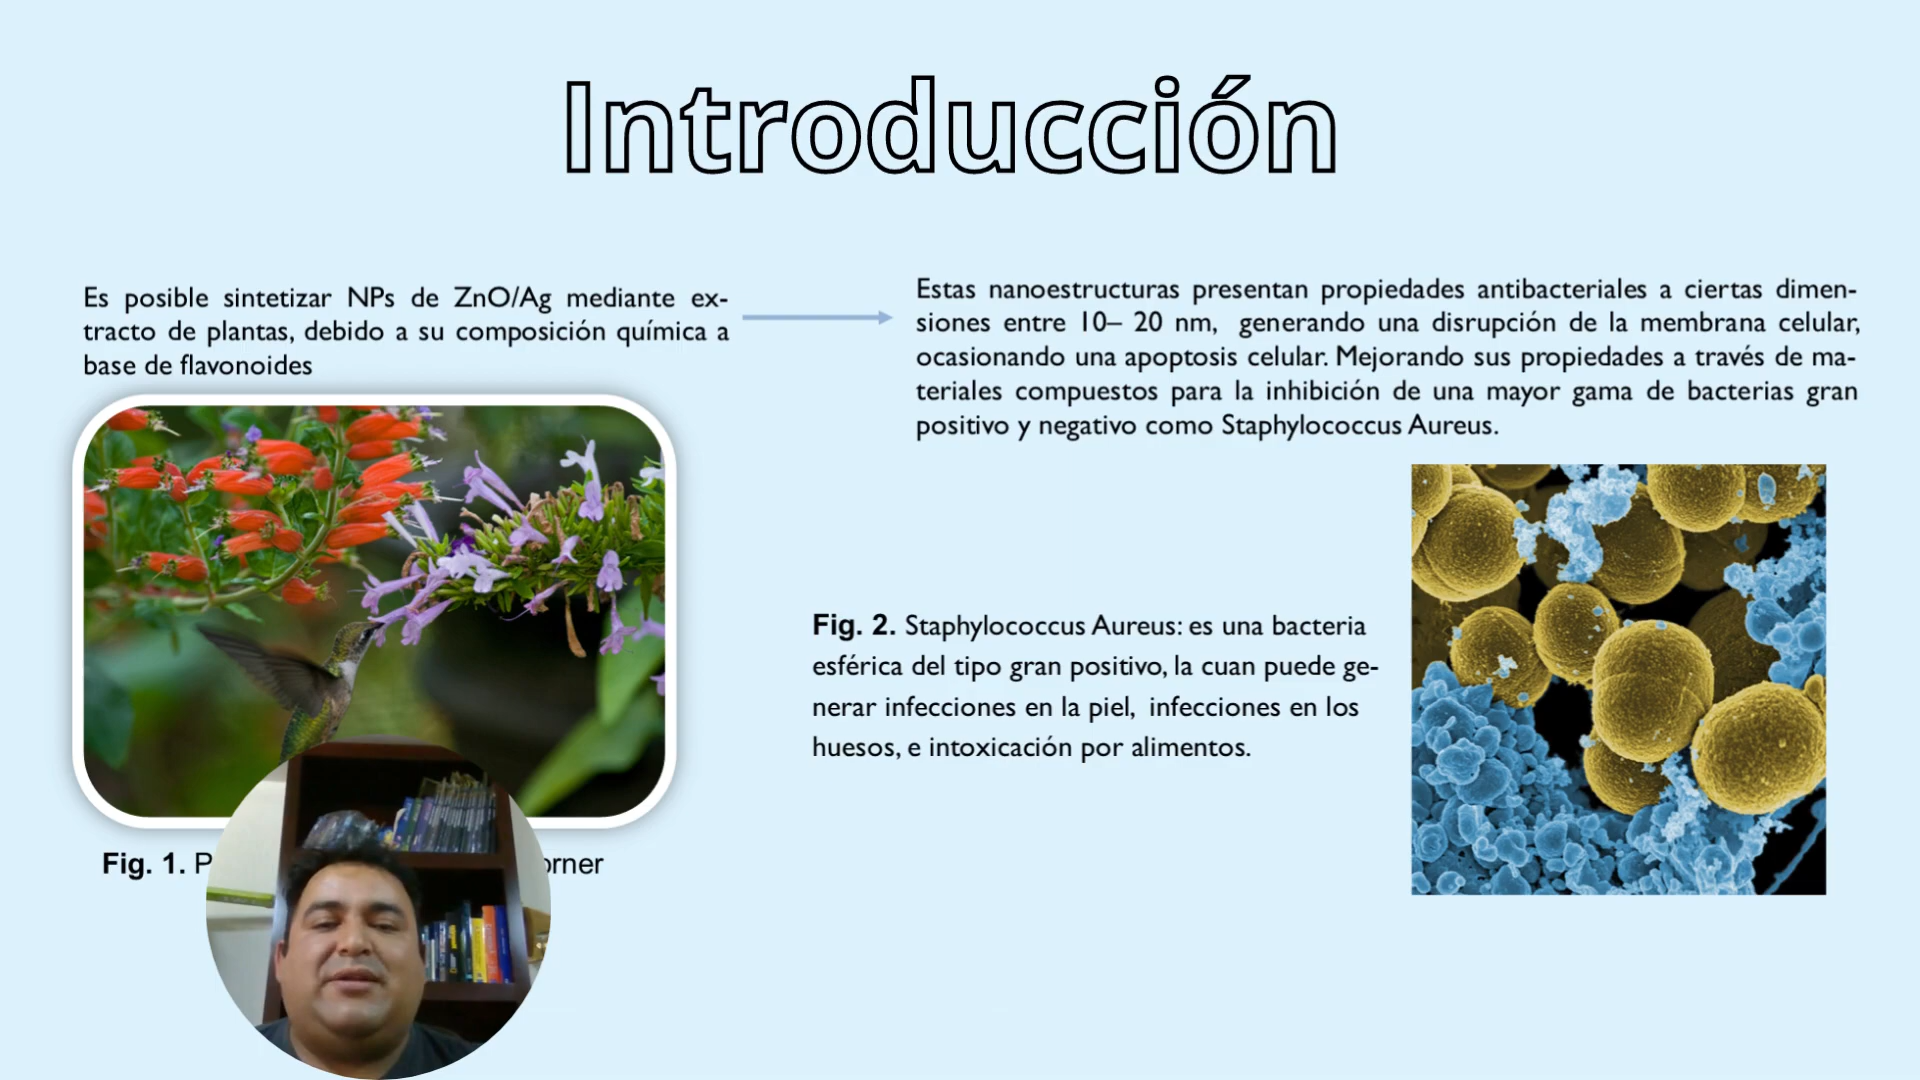 Introducción
Es posible sintetizar NPs de ZnO/Ag mediante ex-
tracto de plantas, debido a su composición química a
base de flavonoides
Estas nanoestructuras presentan propiedades antibacteriales a ciertas dimen-
siones entre 10– 20 nm, generando una disrupción de la membrana celular,
ocasionando una apoptosis celular. Mejorando sus propiedades a través de ma-
teriales compuestos para la inhibición de una mayor gama de bacterias gran
positivo y negativo como Staphylococcus Aureus.
Fig. 2. Staphylococcus Aureus: es una bacteria
esférica del tipo gran positivo, la cuan puede ge-
nerar infecciones en la piel, infecciones en los
huesos, e intoxicación por alimentos.
Fig. 1.